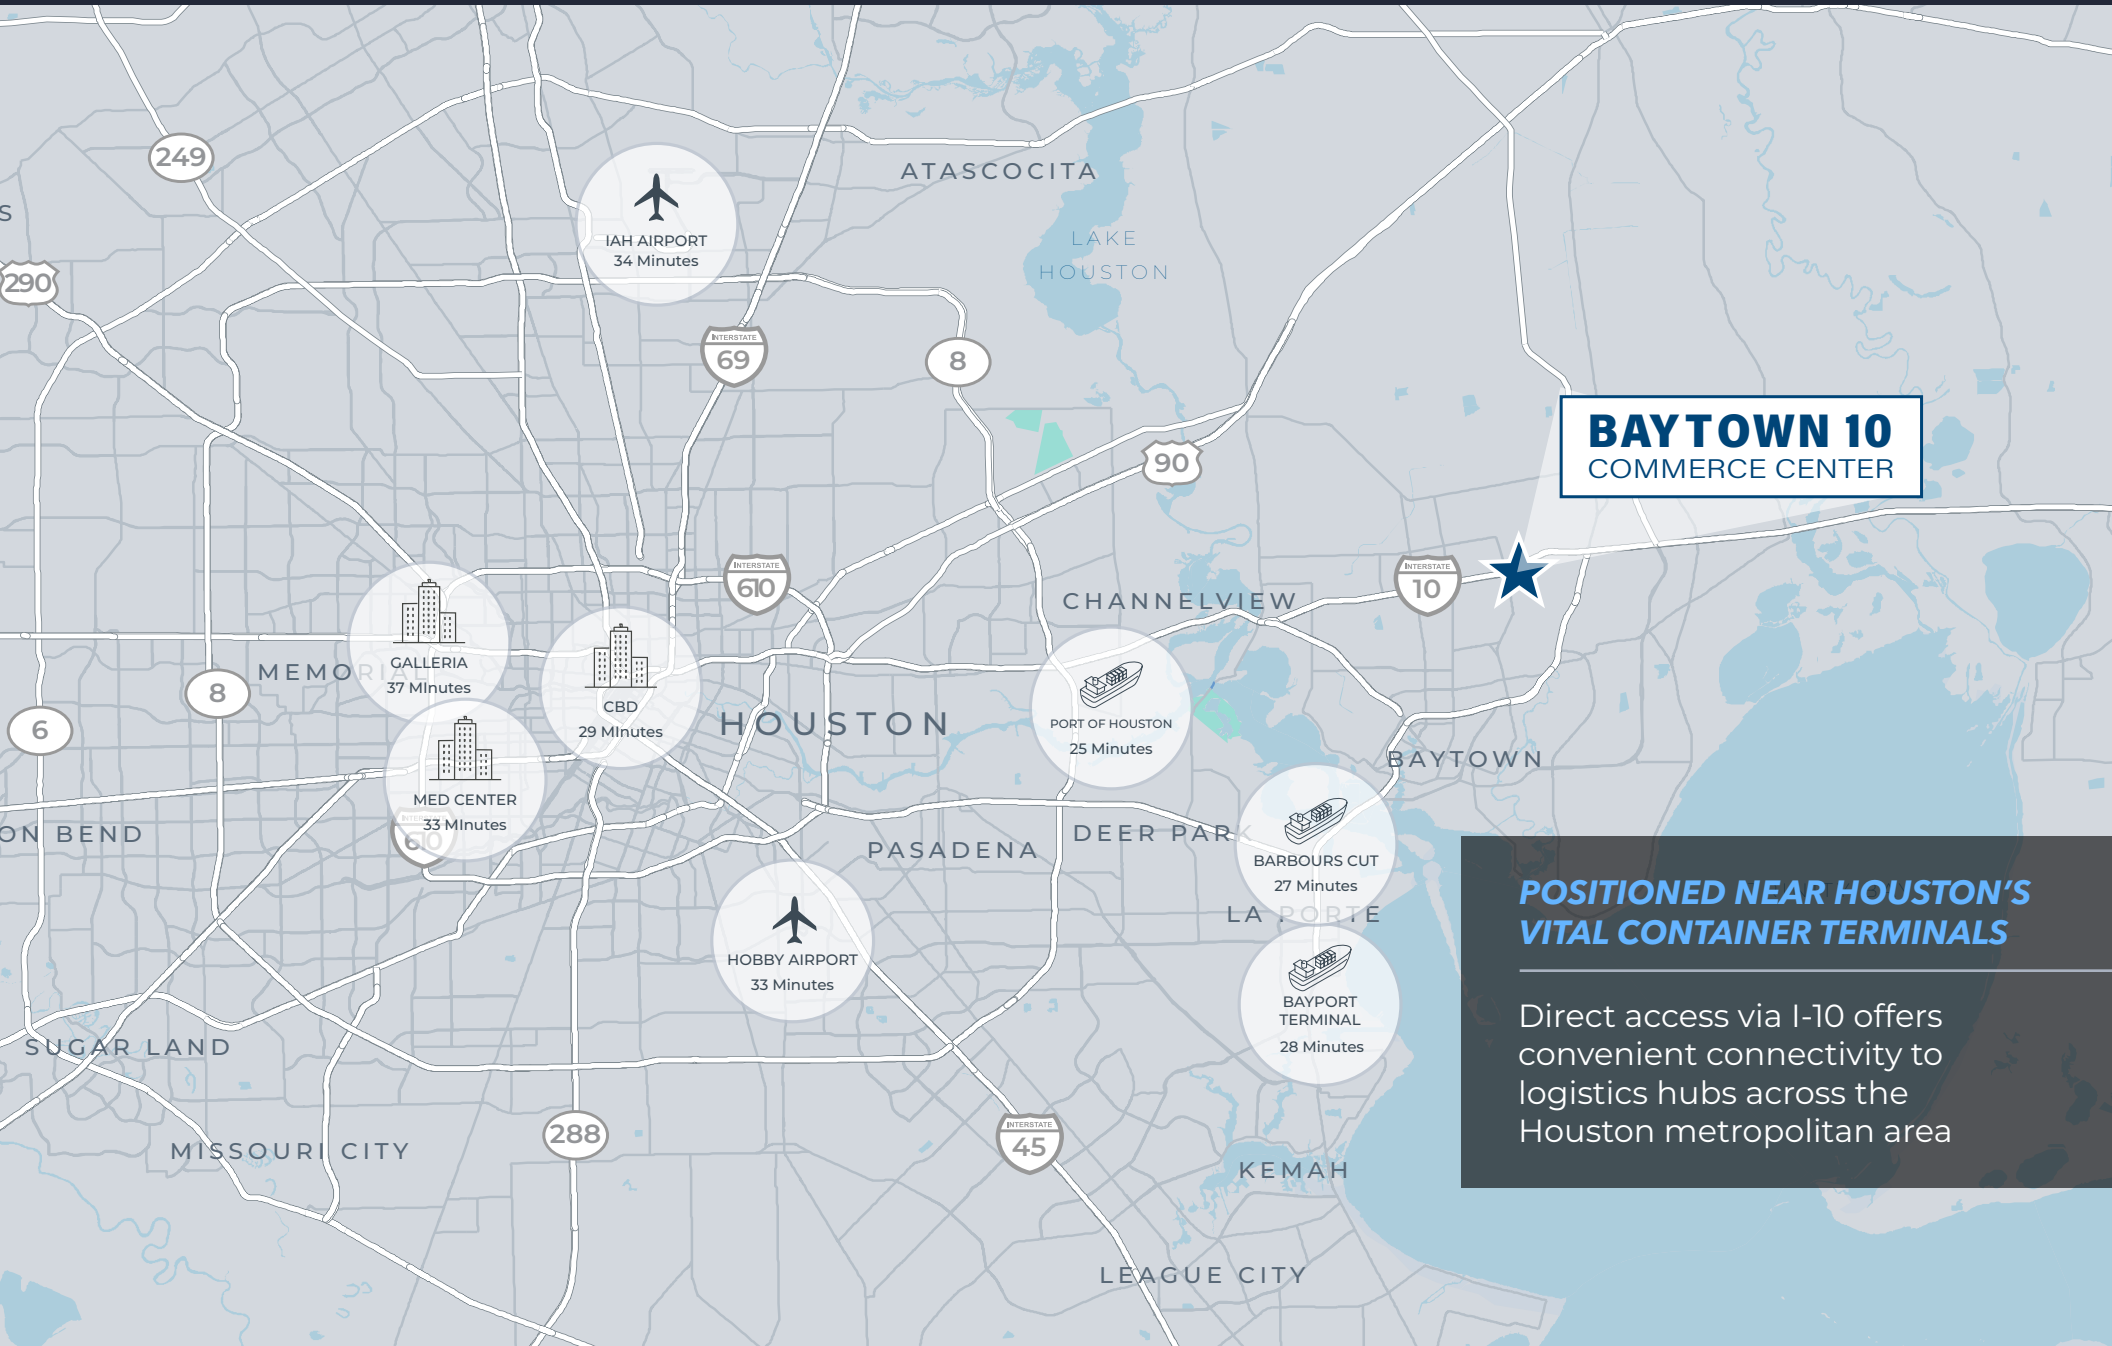 249
ATASCOCITA
IAH AIRPORT
34 Minutes
S
LAKE
HOUSTON
290
INTERSTATE
69
8
BAYTOWN 10
COMMERCE CENTER
90
INTERSTATE
610
INTERSTATE
10
CHANNELVIEW
MEMORIAL
GALLERIA
37 MInutes
8
6
CBD
29 MInutes
HOUSTON
PORT OF HOUSTON
25 Minutes
BAYTOWN
MED CENTER
33 MInutes
INTERSTATE
610
ON BEND
PASADENA
DEER PARK
BARBOURS CUT
27 Minutes
LA PORTE
HOBBY AIRPORT
33 Minutes
BAYPORT
TERMINAL
28 Minutes
POSITIONED NEAR HOUSTON’S
VITAL CONTAINER TERMINALS
Direct access via I-10 offers
convenient connectivity to
logistics hubs across the
Houston metropolitan area
SUGAR LAND
MISSOURI CITY
288
INTERSTATE
45
KEMAH
LEAGUE CITY